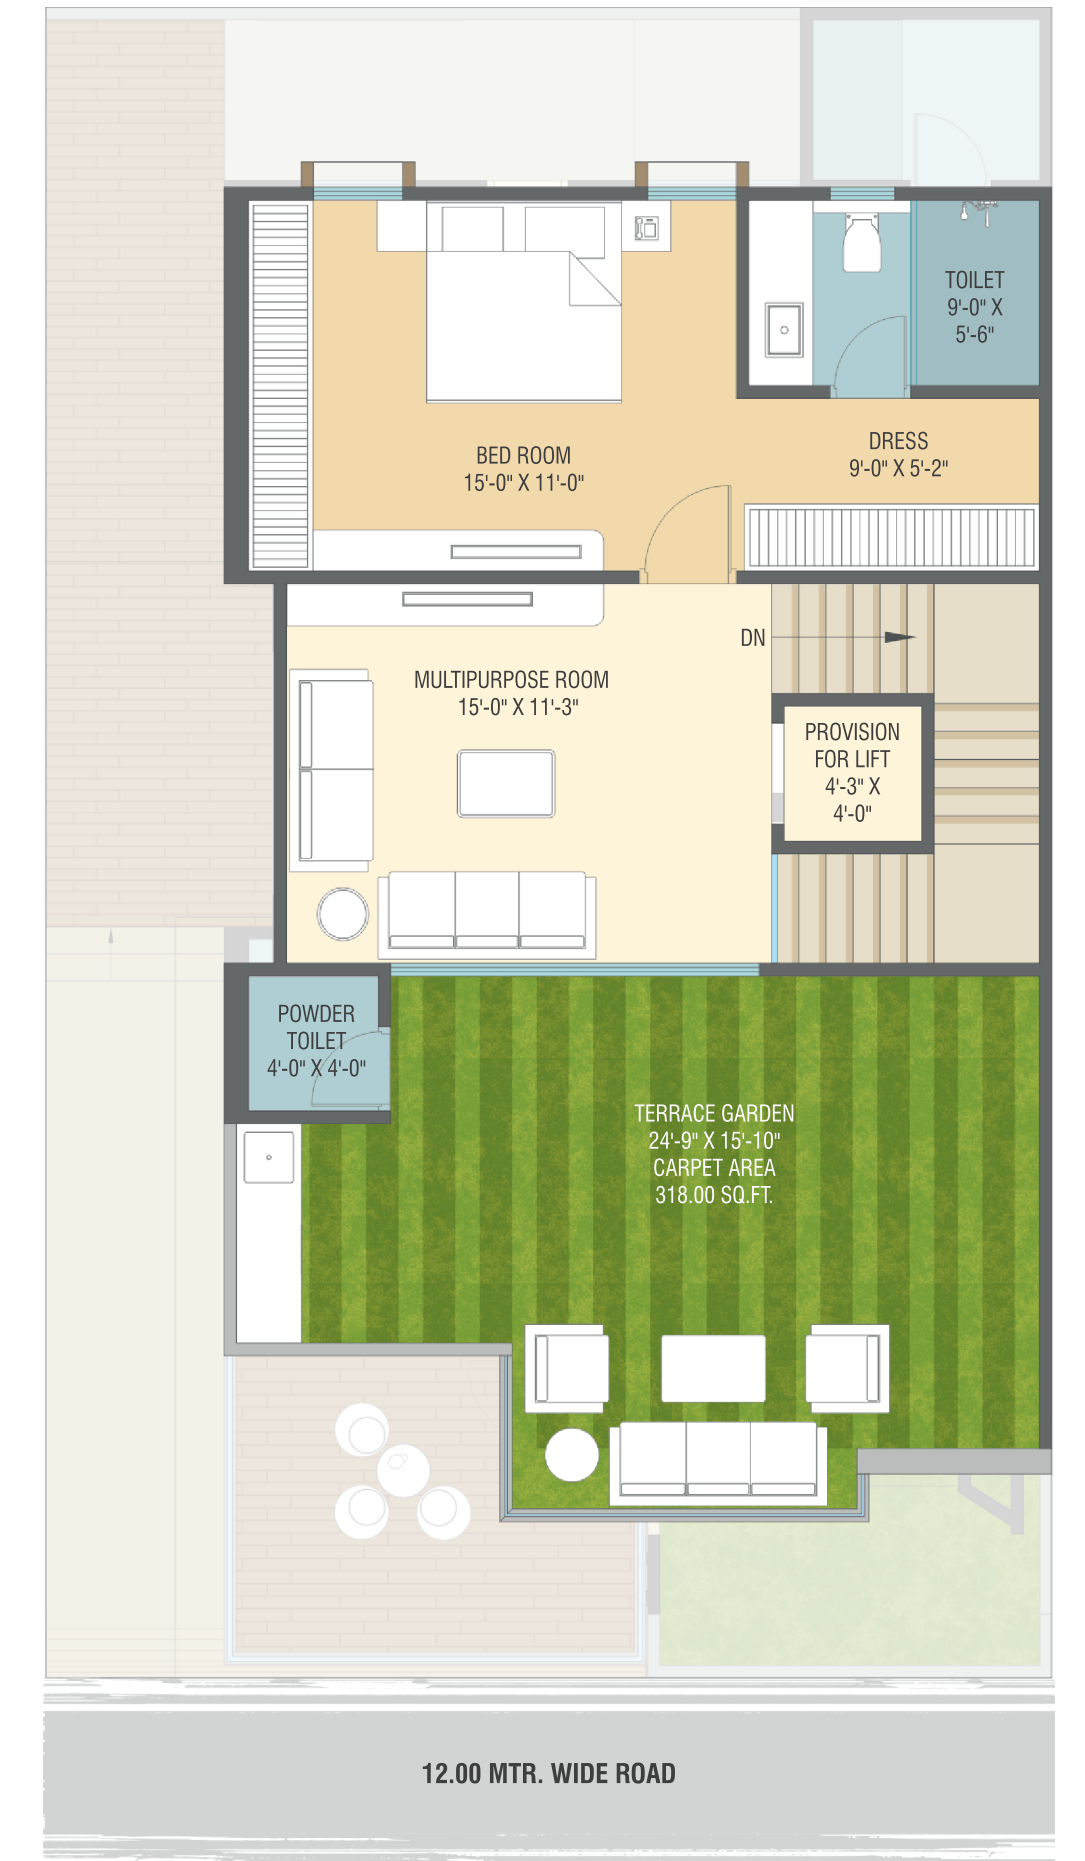 TOILET
9'-0" X
5'-6"
DRESS
9'-0" X 5'-2"
BED ROOM
15'-0" X 11'-0"
DN
MULTIPURPOSE ROOM
15'-0" X 11'-3"
PROVISION
FOR LIFT
4'-3" X
4'-0"
POWDER
TOILET
4'-0" X 4'-0"
TERRACE GARDEN
24'-9" X 15'-10"
CARPET AREA
318.00 SQ.FT.
12.00 MTR. WIDE ROAD